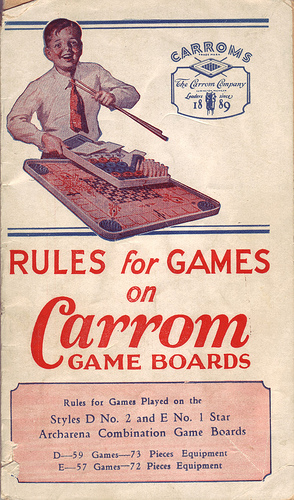 CARROMS
The Carrom Company
Leaders since
18 89
RULES for GAMES
on
Carrom
GAME BOARDS
Rules for Games Played on the
Styles D No. 2 and E No. 1 Star
Archarena Combination Game Boards
D—59 Games—73 Pieces Equipment
E—57 Games—72 Pieces Equipment